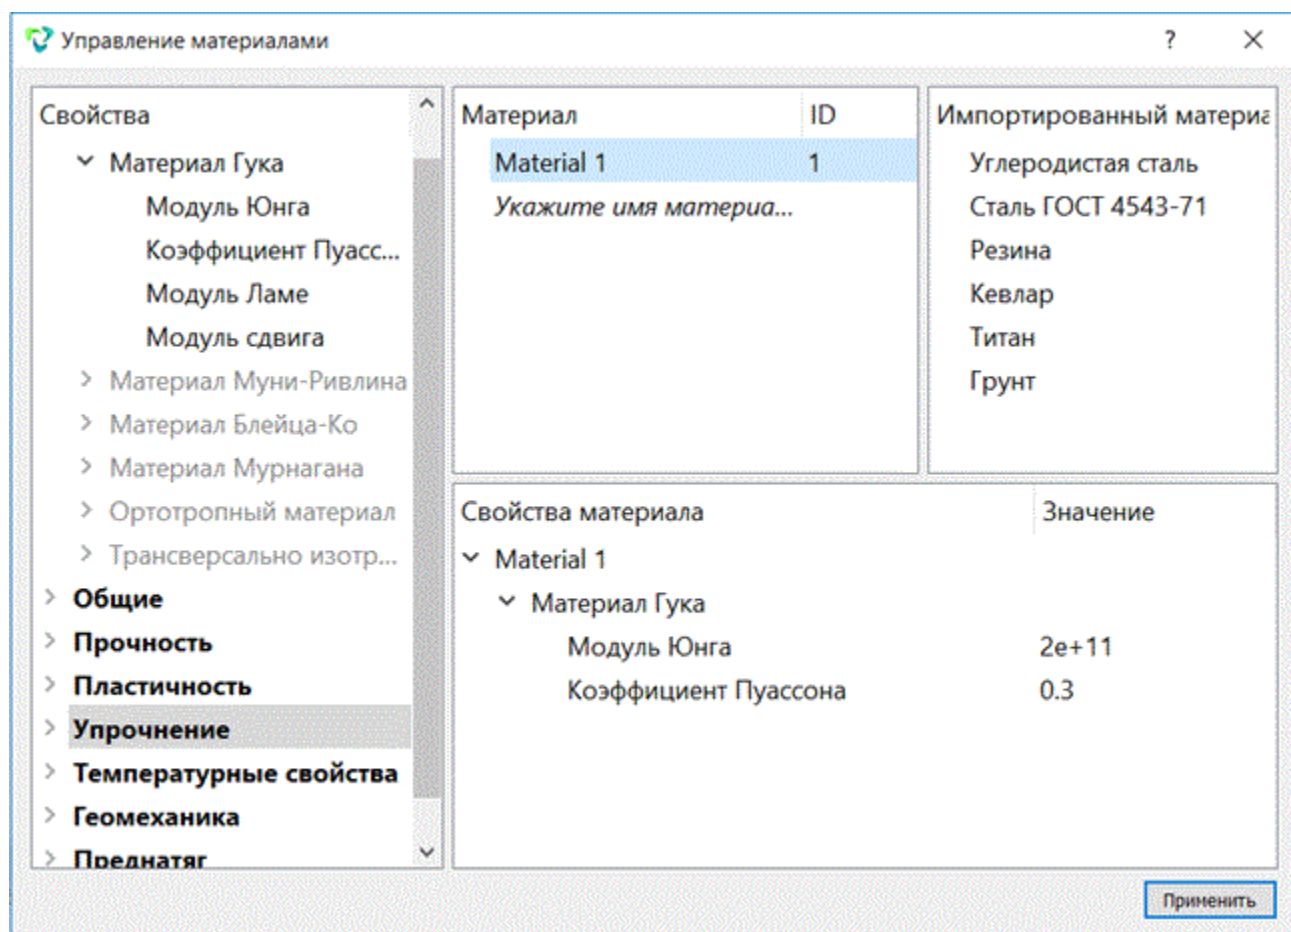 Управление материалами
?
Свойства
Материал Гука
Модуль Юнга
Коэффициент Пуасс...
Модуль Ламе
Модуль сдвига
Материал Муни-Ривлина
Материал Блейца-Ко
Материал Мурнагана
Ортотропный материал
Трансверсально изотр...
Общие
Прочность
Пластичность
Упрочнение
Температурные свойства
Геомеханика
Преднатяг
Материал ID
Material 1 1
Укажите имя материа...
Импортированный материа
Углеродистая сталь
Сталь ГОСТ 4543-71
Резина
Кевлар
Титан
Грунт
Свойства материала Значение
Material 1
Материал Гука
Модуль Юнга 2e+11
Коэффициент Пуассона 0.3
Применить